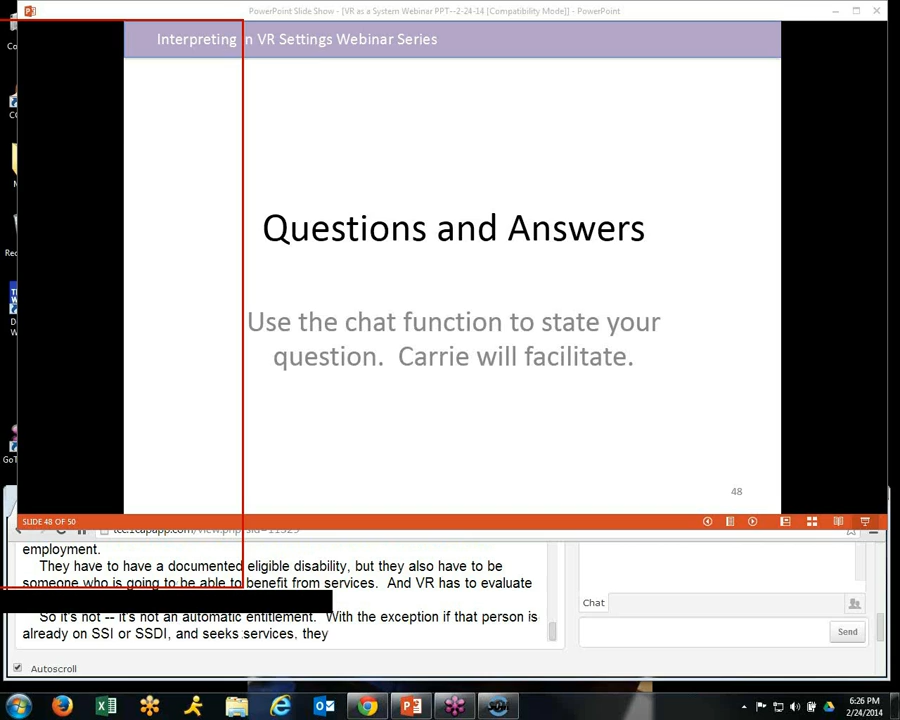 PowerPoint Slide Show - [VR as a System Webinar PPT--2-24-14 [Compatibility Mode]] - PowerPoint
Interpreting in VR Settings Webinar Series
Questions and Answers
Use the chat function to state your
question. Carrie will facilitate.
48
SLIDE 48 OF 50
employment.
They have to have a documented eligible disability, but they also have to be
someone who is going to be able to benefit from services. And VR has to evaluate
So it's not -- it's not an automatic entitlement. With the exception if that person is
already on SSI or SSDI, and seeks services, they
Autoscroll
Chat
Send
6:26 PM
2/24/2014